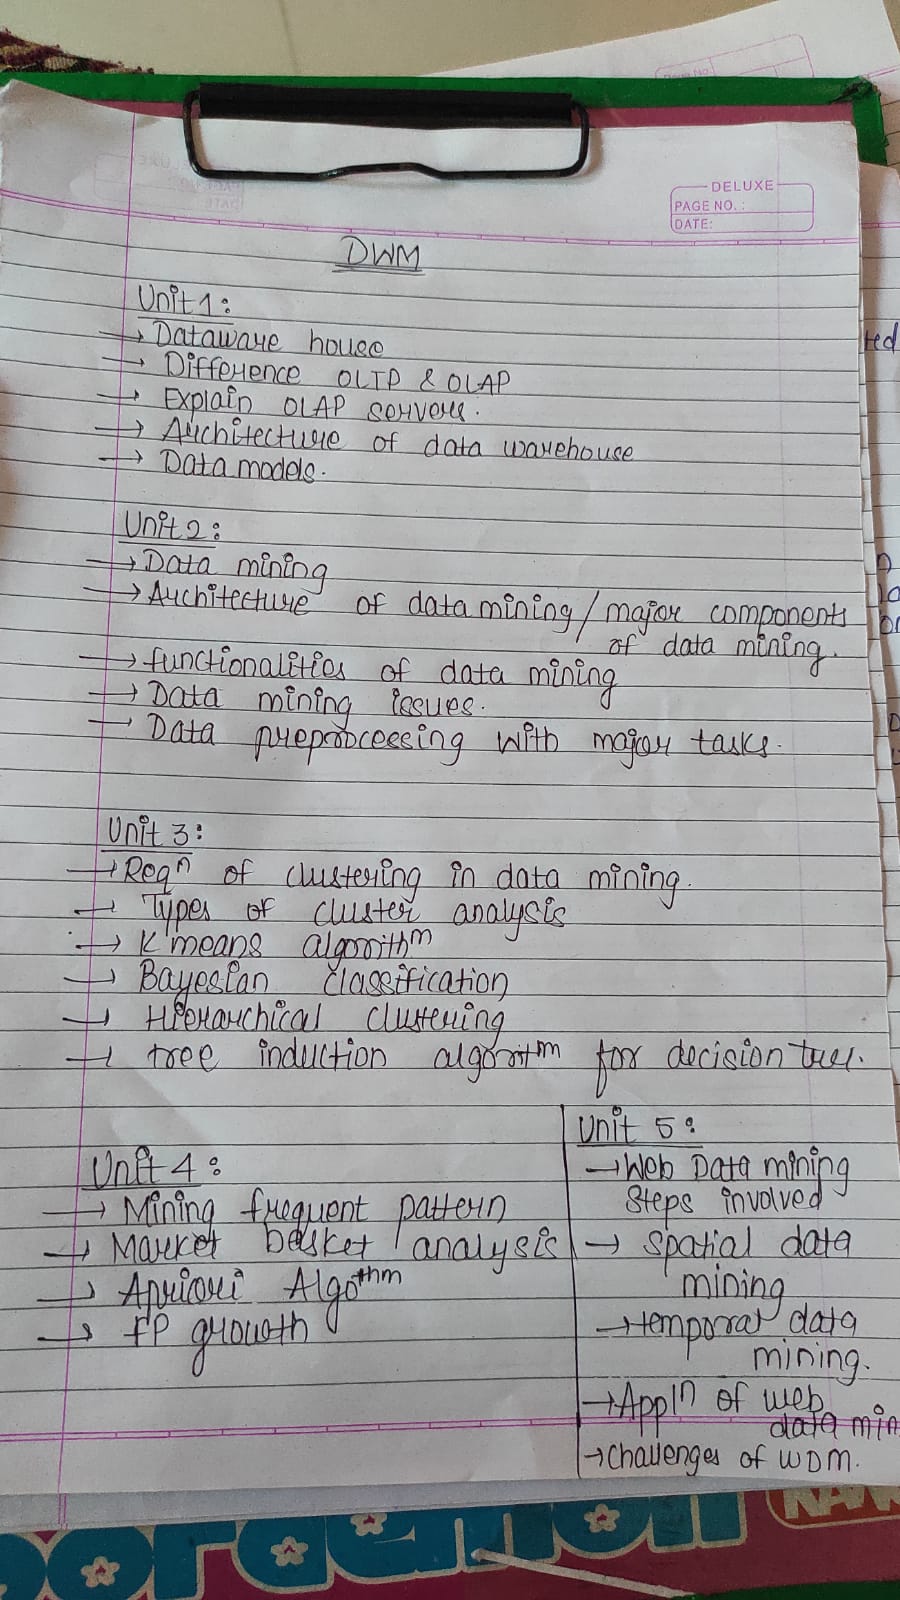 DELUXE
PAGE NO. :
DATE:
DWM
Unit 1:
→ Dataware house
→ Difference OLTP & OLAP
→ Explain OLAP servers.
→ Architecture of data warehouse
→ Data models.
Unit 2:
→ Data mining
→ Architecture of data mining / major components
of data mining.
→ functionalities of data mining
→ Data mining issues.
→ Data preprocessing with major tasks.
Unit 3:
→ Reqn of clustering in data mining.
→ Types of cluster analysis
→ K'means algorithm
→ Bayesian classification
→ Hierarchical clustering
→ tree induction algoritm for decision tree.
Unit 4:
→ Mining frequent pattern
→ Market basket analysis
→ Apriori Algothm
→ FP growth
Unit 5:
→ Web Data mining
Steps involved
→ spatial data
mining
→ temporal data
mining.
→ Appln of web
data min
→ challenges of WDM.